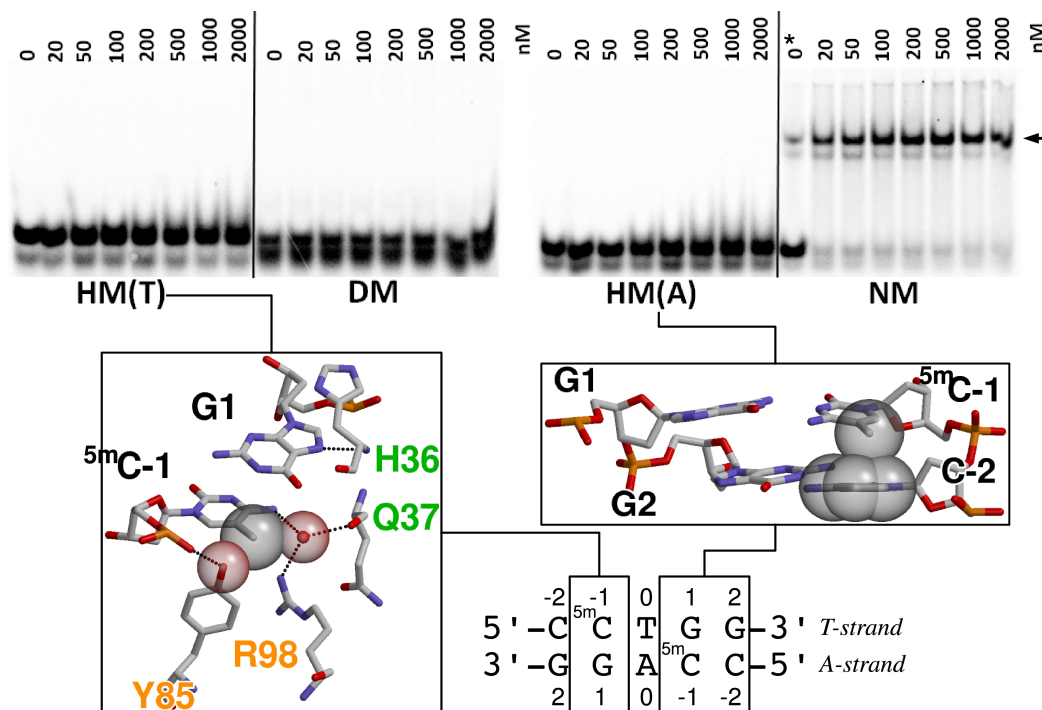 0 20 50 100 200 500 1000 2000 0 20 50 100 200 500 1000 2000 nM
0 20 50 100 200 500 1000 2000 0* 20 50 100 200 500 1000 2000 nM
HM(T) DM HM(A) NM
G1
5mC-1
H36
Q37
R98
Y85
G1
5mC-1
G2
C-2
-2 -1 0 1 2
5'-C 5mC T G G-3' T-strand
3'-G G A 5mC C-5' A-strand
2 1 0 -1 -2